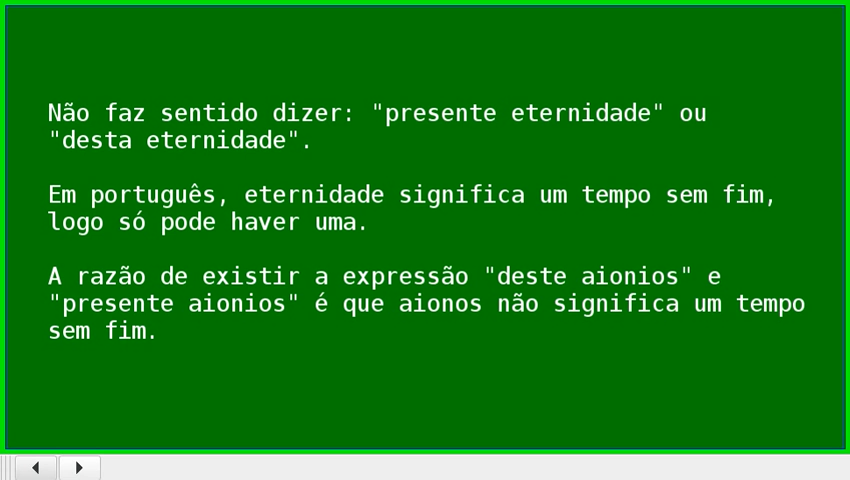 Não faz sentido dizer: "presente eternidade" ou
"desta eternidade".
Em português, eternidade significa um tempo sem fim,
logo só pode haver uma.
A razão de existir a expressão "deste aionios" e
"presente aionios" é que aionos não significa um tempo
sem fim.